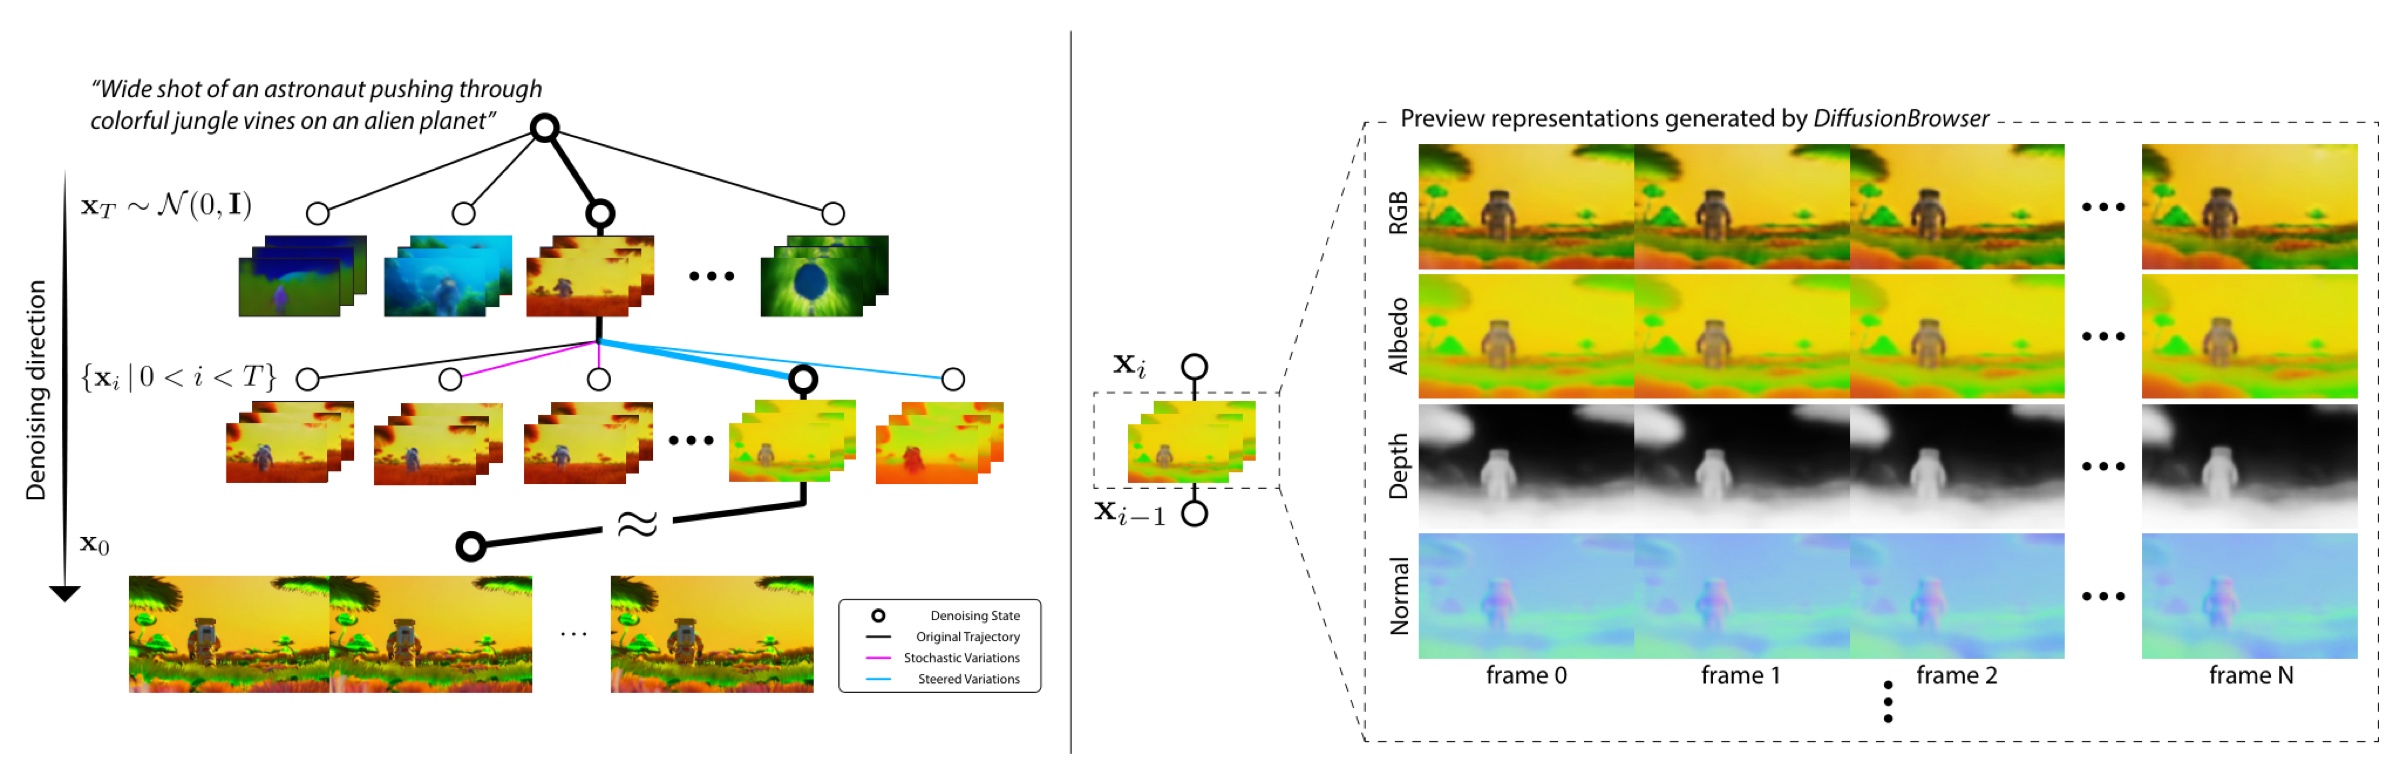 “Wide shot of an astronaut pushing through
colorful jungle vines on an alien planet”
Denoising direction
x_T ∼ 𝒩(0, I)
{x_i | 0 < i < T}
≈
x_0
...
Denoising State
Original Trajectory
Stochastic Variations
Steered Variations
x_i
x_{i−1}
Preview representations generated by DiffusionBrowser
RGB
Albedo
Depth
Normal
frame 0 frame 1 frame 2 frame N